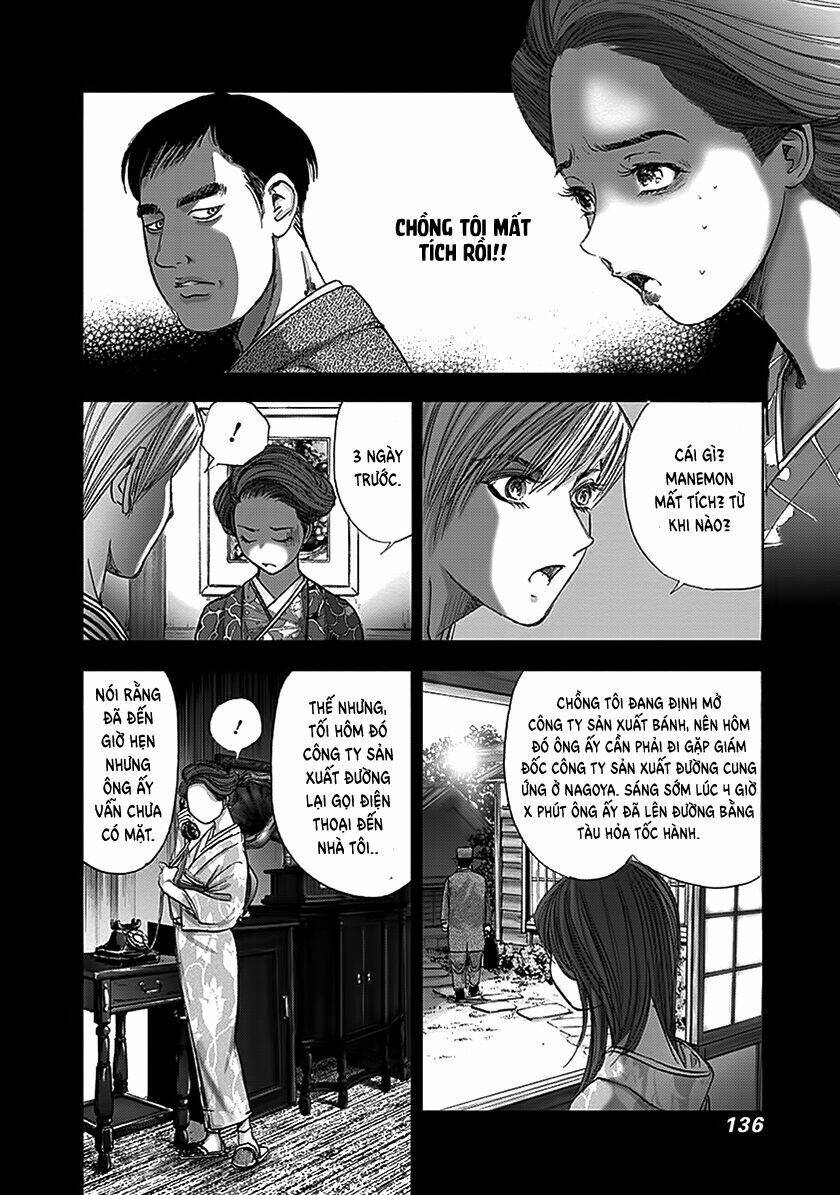 CHỒNG TÔI MẤT
TÍCH RỒI!!
CÁI GÌ?
MANEMON
MẤT TÍCH? TỪ
KHI NÀO?
3 NGÀY
TRƯỚC.
!
CHỒNG TÔI ĐANG ĐỊNH MỞ
CÔNG TY SẢN XUẤT BÁNH, NÊN HÔM
ĐÓ ÔNG ẤY CẦN PHẢI ĐI GẶP GIÁM
ĐỐC CÔNG TY SẢN XUẤT ĐƯỜNG CUNG
ỨNG Ở NAGOYA. SÁNG SỚM LÚC 4 GIỜ
X PHÚT ÔNG ẤY ĐÃ LÊN ĐƯỜNG BẰNG
TÀU HỎA TỐC HÀNH.
THẾ NHƯNG,
TỐI HÔM ĐÓ
CÔNG TY SẢN
XUẤT ĐƯỜNG
LẠI GỌI ĐIỆN
THOẠI ĐẾN
NHÀ TÔI..
!
NÓI RẰNG
ĐÃ ĐẾN
GIỜ HẸN
NHƯNG
ÔNG ẤY
VẪN CHƯA
CÓ MẶT.
136